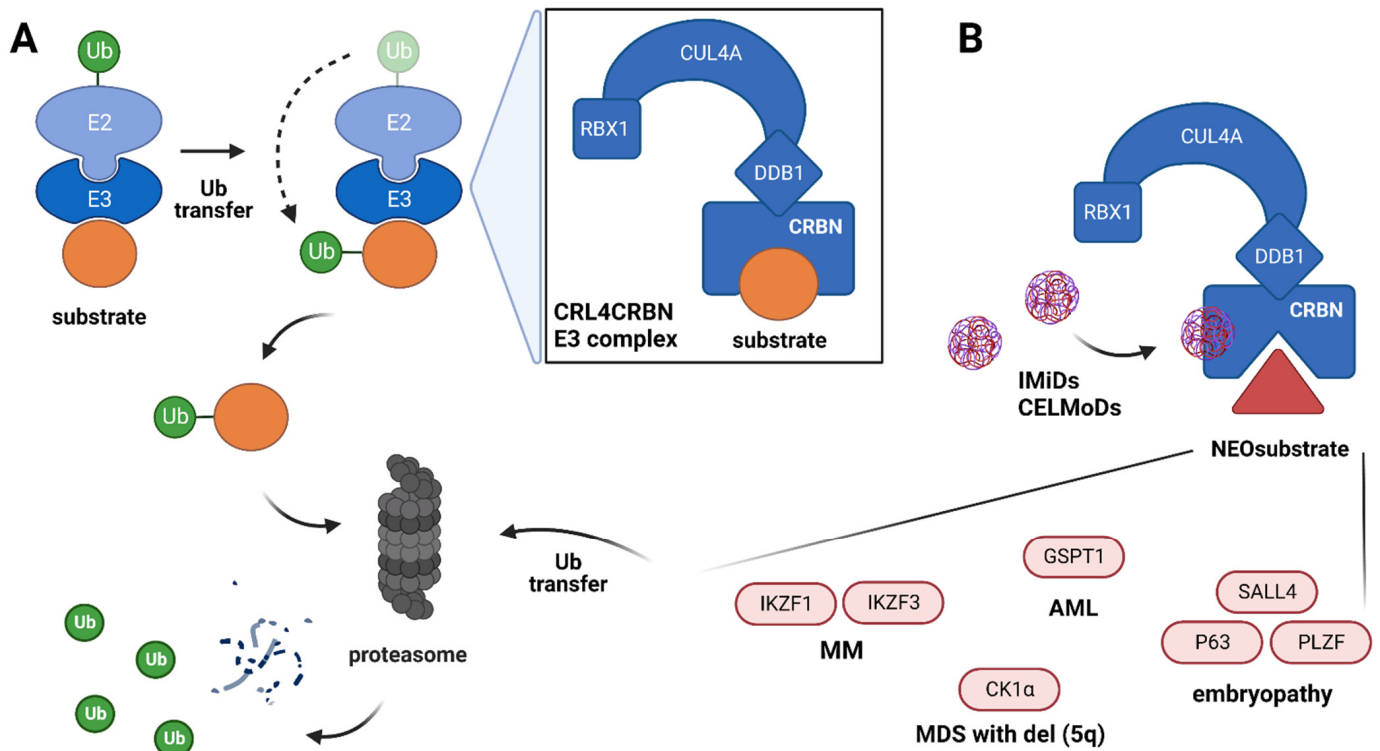 A
Ub
E2
E3
substrate
Ub
transfer
Ub
E2
E3
Ub
CUL4A
RBX1
DDB1
CRBN
CRL4CRBN
E3 complex
substrate
Ub
proteasome
Ub
Ub
Ub
Ub
B
CUL4A
RBX1
DDB1
CRBN
IMiDs
CELMoDs
NEOsubstrate
Ub
transfer
IKZF1
IKZF3
MM
GSPT1
AML
CK1α
MDS with del (5q)
SALL4
P63
PLZF
embryopathy